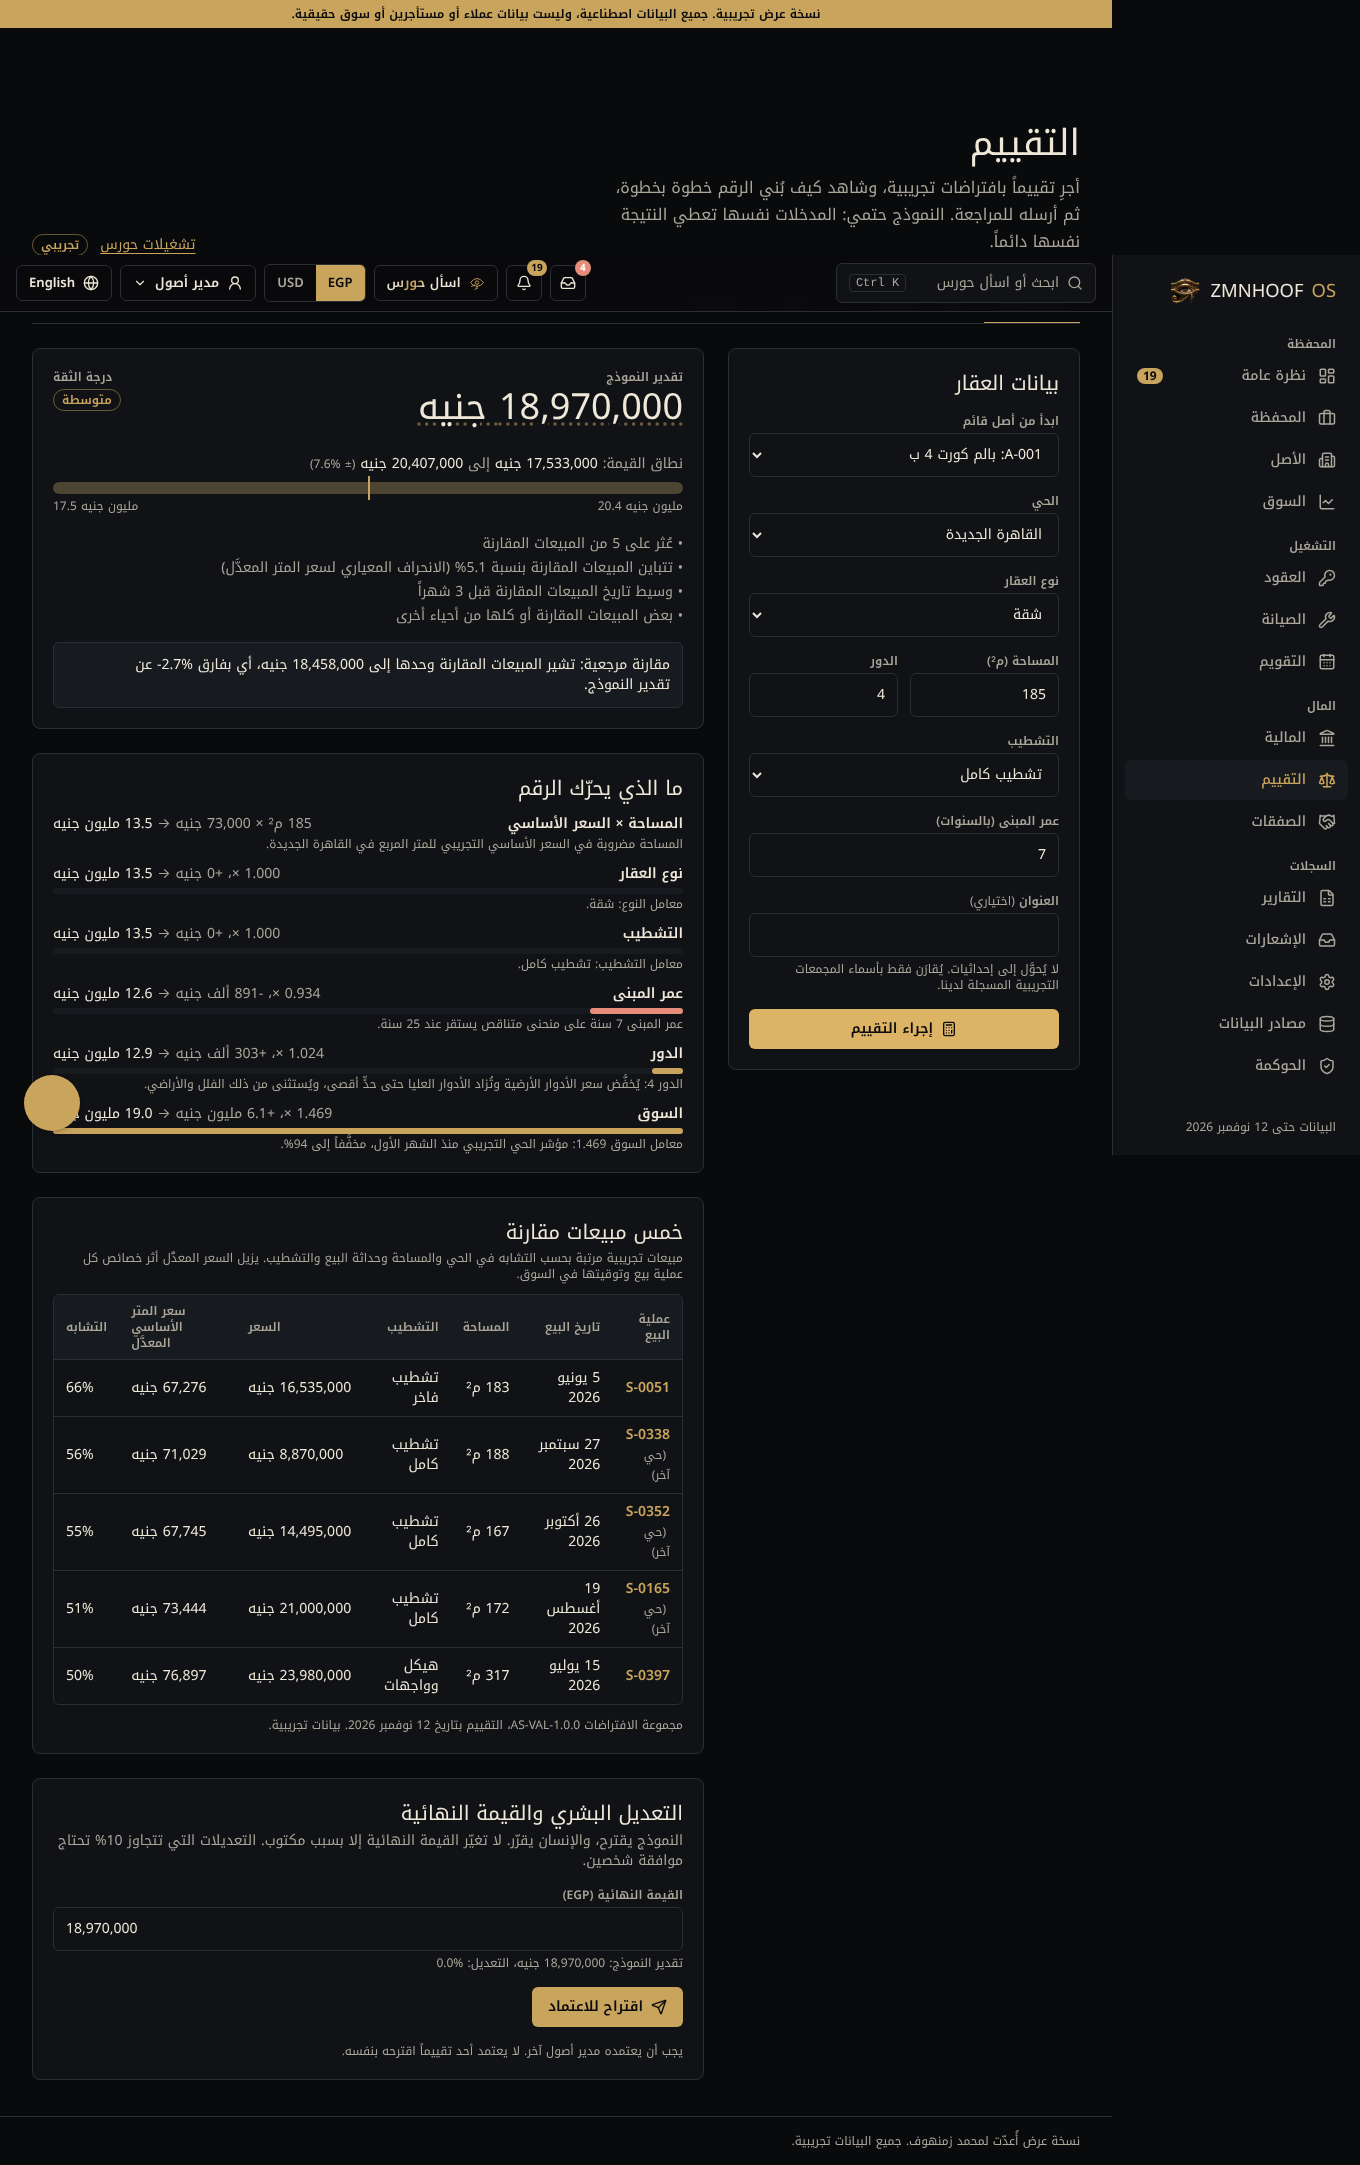 نسخة عرض تجريبية. جميع البيانات اصطناعية، وليست بيانات عملاء أو مستأجرين أو سوق حقيقية.
التقييم
أجرِ تقييماً بافتراضات تجريبية، وشاهد كيف بُني الرقم خطوة بخطوة،
ثم أرسله للمراجعة. النموذج حتمي: المدخلات نفسها تعطي النتيجة
نفسها دائماً.
تشغيلات حورس
تجريبي
ابحث أو اسأل حورس
Ctrl K
4
19
اسأل حورس
EGP
USD
مدير أصول
English
ZMNHOOF OS
المحفظة
نظرة عامة
19
المحفظة
الأصل
السوق
التشغيل
العقود
الصيانة
التقويم
المال
المالية
التقييم
الصفقات
السجلات
التقارير
الإشعارات
الإعدادات
مصادر البيانات
الحوكمة
البيانات حتى 12 نوفمبر 2026
بيانات العقار
ابدأ من أصل قائم
A-001: بالم كورت 4 ب
الحي
القاهرة الجديدة
نوع العقار
شقة
المساحة (م²)
الدور
185
4
التشطيب
تشطيب كامل
عمر المبنى (بالسنوات)
7
العنوان (اختياري)
لا يُحوَّل إلى إحداثيات. يُقارَن فقط بأسماء المجمعات
التجريبية المسجلة لدينا.
إجراء التقييم
تقدير النموذج
درجة الثقة
18,970,000 جنيه
متوسطة
نطاق القيمة: 17,533,000 جنيه إلى 20,407,000 جنيه (± 7.6%)
20.4 مليون جنيه
17.5 مليون جنيه
• عُثر على 5 من المبيعات المقارنة
• تتباين المبيعات المقارنة بنسبة 5.1% (الانحراف المعياري لسعر المتر المعدَّل)
• وسيط تاريخ المبيعات المقارنة قبل 3 شهراً
• بعض المبيعات المقارنة أو كلها من أحياء أخرى
مقارنة مرجعية: تشير المبيعات المقارنة وحدها إلى 18,458,000 جنيه، أي بفارق -2.7% عن
تقدير النموذج.
ما الذي يحرّك الرقم
المساحة × السعر الأساسي
185 م² × 73,000 جنيه → 13.5 مليون جنيه
المساحة مضروبة في السعر الأساسي التجريبي للمتر المربع في القاهرة الجديدة.
نوع العقار
1.000 ×، +0 جنيه → 13.5 مليون جنيه
معامل النوع: شقة.
التشطيب
1.000 ×، +0 جنيه → 13.5 مليون جنيه
معامل التشطيب: تشطيب كامل.
عمر المبنى
0.934 ×، -891 ألف جنيه → 12.6 مليون جنيه
عمر المبنى 7 سنة على منحنى متناقص يستقر عند 25 سنة.
الدور
1.024 ×، +303 ألف جنيه → 12.9 مليون جنيه
الدور 4: يُخفَّض سعر الأدوار الأرضية وتُزاد الأدوار العليا حتى حدٍّ أقصى، ويُستثنى من ذلك الفلل والأراضي.
السوق
1.469 ×، +6.1 مليون جنيه → 19.0 مليون
معامل السوق 1.469: مؤشر الحي التجريبي منذ الشهر الأول، مخفَّفاً إلى 94%.
خمس مبيعات مقارنة
مبيعات تجريبية مرتبة بحسب التشابه في الحي والمساحة وحداثة البيع والتشطيب. يزيل السعر المعدّل أثر خصائص كل
عملية بيع وتوقيتها في السوق.
عملية البيع
تاريخ البيع
المساحة
التشطيب
السعر
سعر المتر الأساسي المعدَّل
التشابه
S-0051
5 يونيو 2026
183 م²
تشطيب فاخر
16,535,000 جنيه
67,276 جنيه
66%
S-0338 (حي آخر)
27 سبتمبر 2026
188 م²
تشطيب كامل
8,870,000 جنيه
71,029 جنيه
56%
S-0352 (حي آخر)
26 أكتوبر 2026
167 م²
تشطيب كامل
14,495,000 جنيه
67,745 جنيه
55%
S-0165 (حي آخر)
19 أغسطس 2026
172 م²
تشطيب كامل
21,000,000 جنيه
73,444 جنيه
51%
S-0397
15 يوليو 2026
317 م²
هيكل وواجهات
23,980,000 جنيه
76,897 جنيه
50%
مجموعة الافتراضات AS-VAL-1.0.0، التقييم بتاريخ 12 نوفمبر 2026. بيانات تجريبية.
التعديل البشري والقيمة النهائية
النموذج يقترح، والإنسان يقرّر. لا تغيّر القيمة النهائية إلا بسبب مكتوب. التعديلات التي تتجاوز 10% تحتاج
موافقة شخصين.
القيمة النهائية (EGP)
18,970,000
تقدير النموذج: 18,970,000 جنيه، التعديل: 0.0%
اقتراح للاعتماد
يجب أن يعتمده مدير أصول آخر. لا يعتمد أحد تقييماً اقترحه بنفسه.
نسخة عرض أُعدّت لمحمد زمنهوف. جميع البيانات تجريبية.